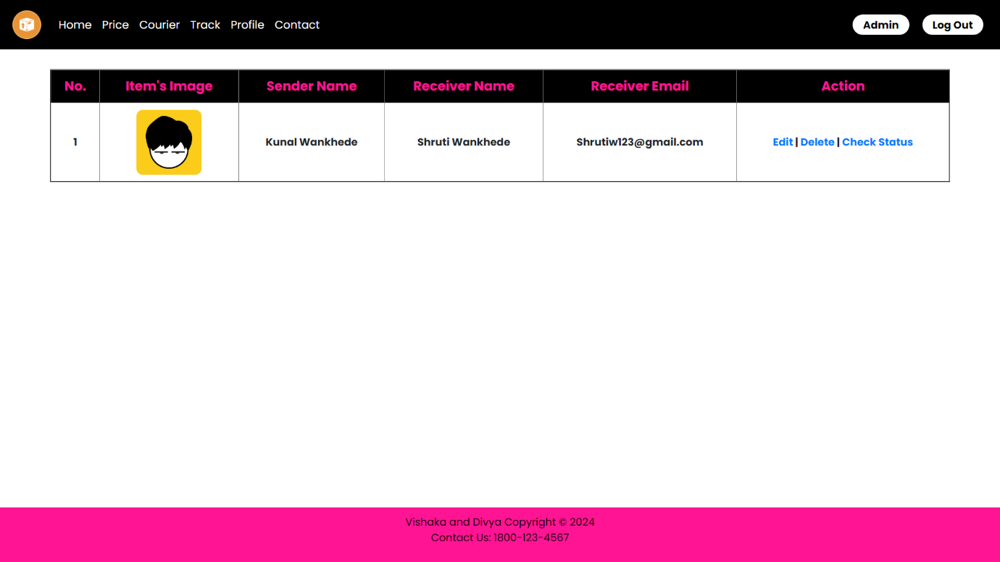 Home Price Courier Track Profile Contact Admin Log Out
No. Item's Image Sender Name Receiver Name Receiver Email Action
1 Kunal Wankhede Shruti Wankhede Shrutiw123@gmail.com Edit | Delete | Check Status
Vishaka and Divya Copyright © 2024
Contact Us: 1800-123-4567